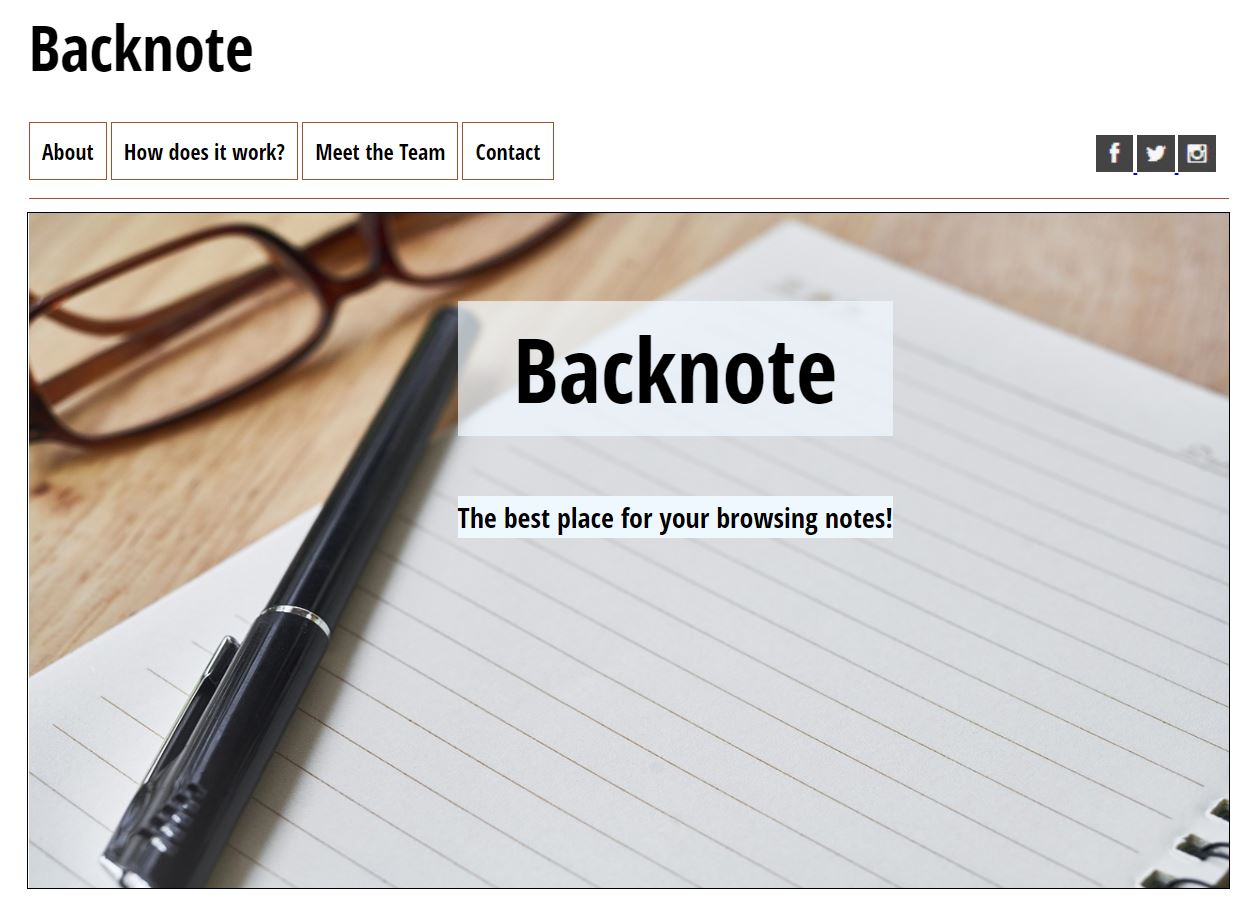 Backnote
About How does it work? Meet the Team Contact
Backnote
The best place for your browsing notes!